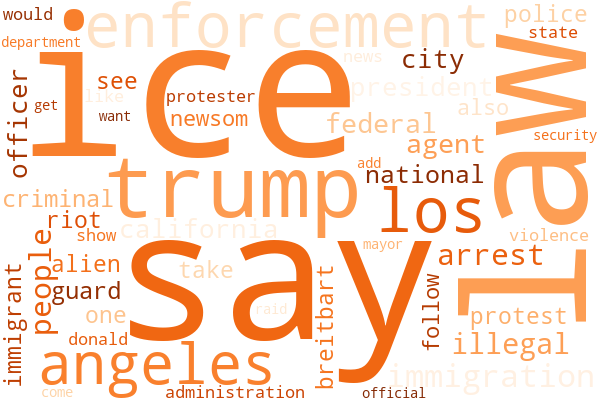 would
enforcement
police
department
ice
news
state
see
city
law
get
like
protester
president
want
newsom
also
officer
federal
security
agent
add
trump
national
criminal
los
riot
california
show
say
mayor
violence
people
alien
take
arrest
guard
breitbart
follow
immigrant
one
raid
protest
donald
illegal
angeles
immigration
come
administration
official